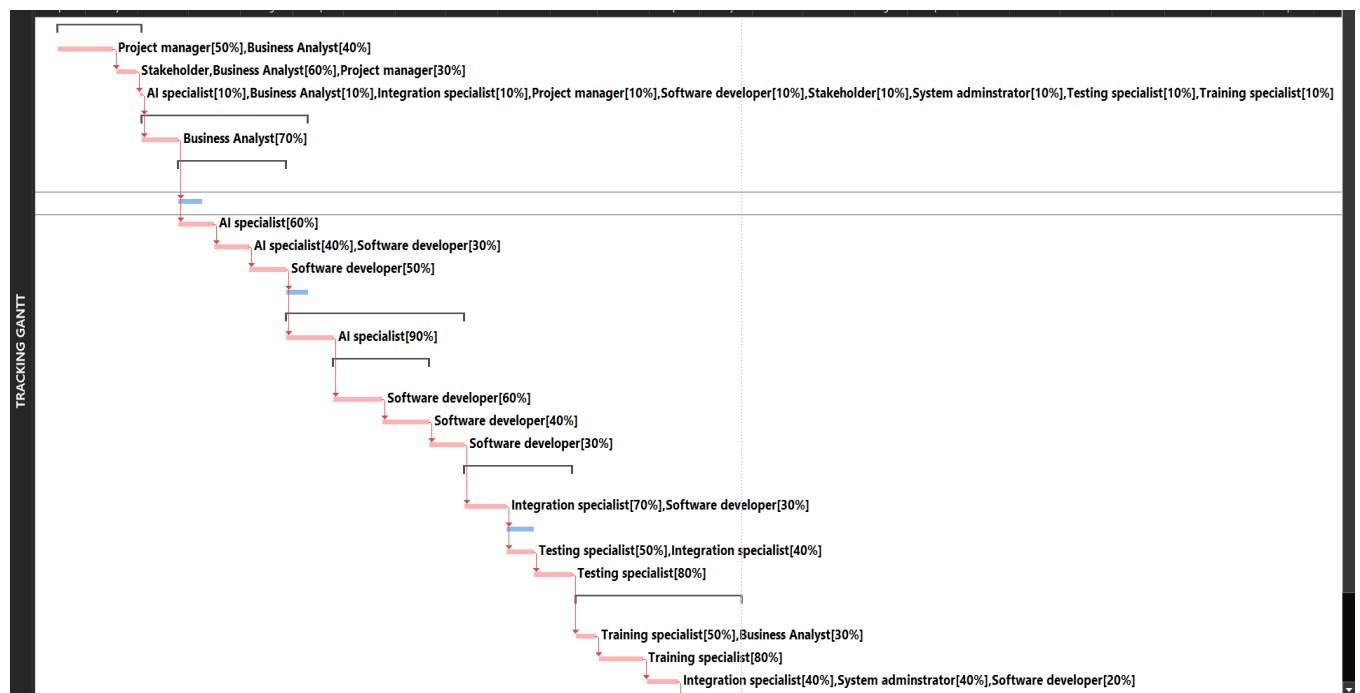 Project manager[50%],Business Analyst[40%]
Stakeholder,Business Analyst[60%],Project manager[30%]
AI specialist[10%],Business Analyst[10%],Integration specialist[10%],Project manager[10%],Software developer[10%],Stakeholder[10%],System adminstrator[10%],Testing specialist[10%],Training specialist[10%]
Business Analyst[70%]
AI specialist[60%]
AI specialist[40%],Software developer[30%]
Software developer[50%]
TRACKING GANTT
AI specialist[90%]
Software developer[60%]
Software developer[40%]
Software developer[30%]
Integration specialist[70%],Software developer[30%]
Testing specialist[50%],Integration specialist[40%]
Testing specialist[80%]
Training specialist[50%],Business Analyst[30%]
Training specialist[80%]
Integration specialist[40%],System adminstrator[40%],Software developer[20%]